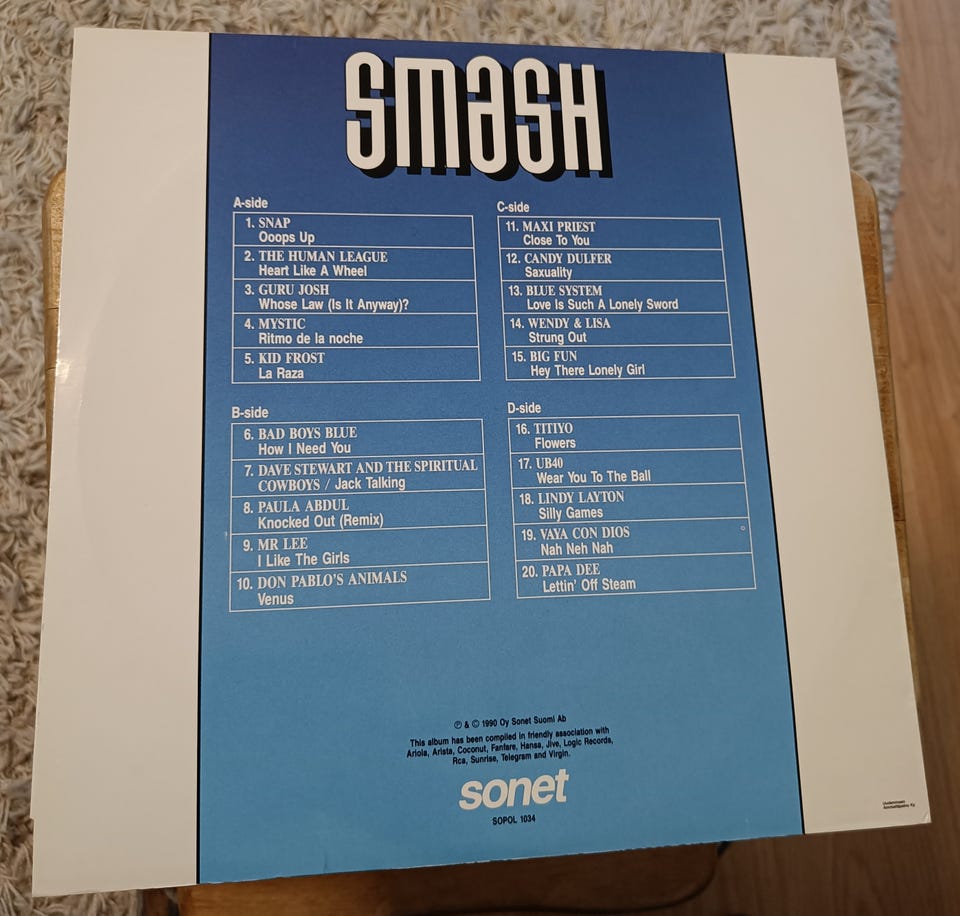 SMASH
A-side
1. SNAP
Ooops Up
2. THE HUMAN LEAGUE
Heart Like A Wheel
3. GURU JOSH
Whose Law (Is It Anyway)?
4. MYSTIC
Ritmo de la noche
5. KID FROST
La Raza
B-side
6. BAD BOYS BLUE
How I Need You
7. DAVE STEWART AND THE SPIRITUAL
COWBOYS / Jack Talking
8. PAULA ABDUL
Knocked Out (Remix)
9. MR LEE
I Like The Girls
10. DON PABLO'S ANIMALS
Venus
C-side
11. MAXI PRIEST
Close To You
12. CANDY DULFER
Saxuality
13. BLUE SYSTEM
Love Is Such A Lonely Sword
14. WENDY & LISA
Strung Out
15. BIG FUN
Hey There Lonely Girl
D-side
16. TITIYO
Flowers
17. UB40
Wear You To The Ball
18. LINDY LAYTON
Silly Games
19. VAYA CON DIOS
Nah Neh Nah
20. PAPA DEE
Lettin' Off Steam
℗ & © 1990 Oy Sonet Suomi Ab
This album has been compiled in friendly association with
Ariola, Arista, Coconut, Fanfare, Hansa, Jive, Logic Records,
Rca, Sunrise, Telegram and Virgin.
sonet
SOPOL 1034